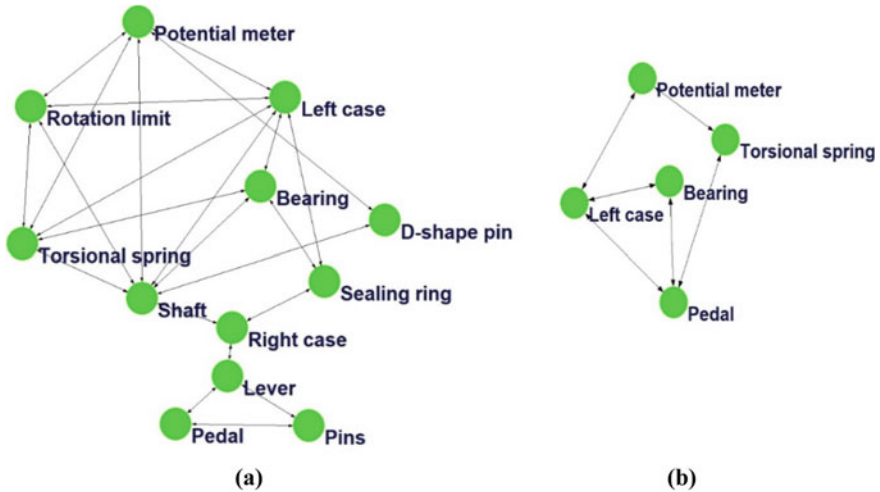 Potential meter
Rotation limit
Left case
Bearing
D-shape pin
Torsional spring
Shaft
Sealing ring
Right case
Lever
Pedal
Pins
(a)
Potential meter
Torsional spring
Bearing
Left case
Pedal
(b)